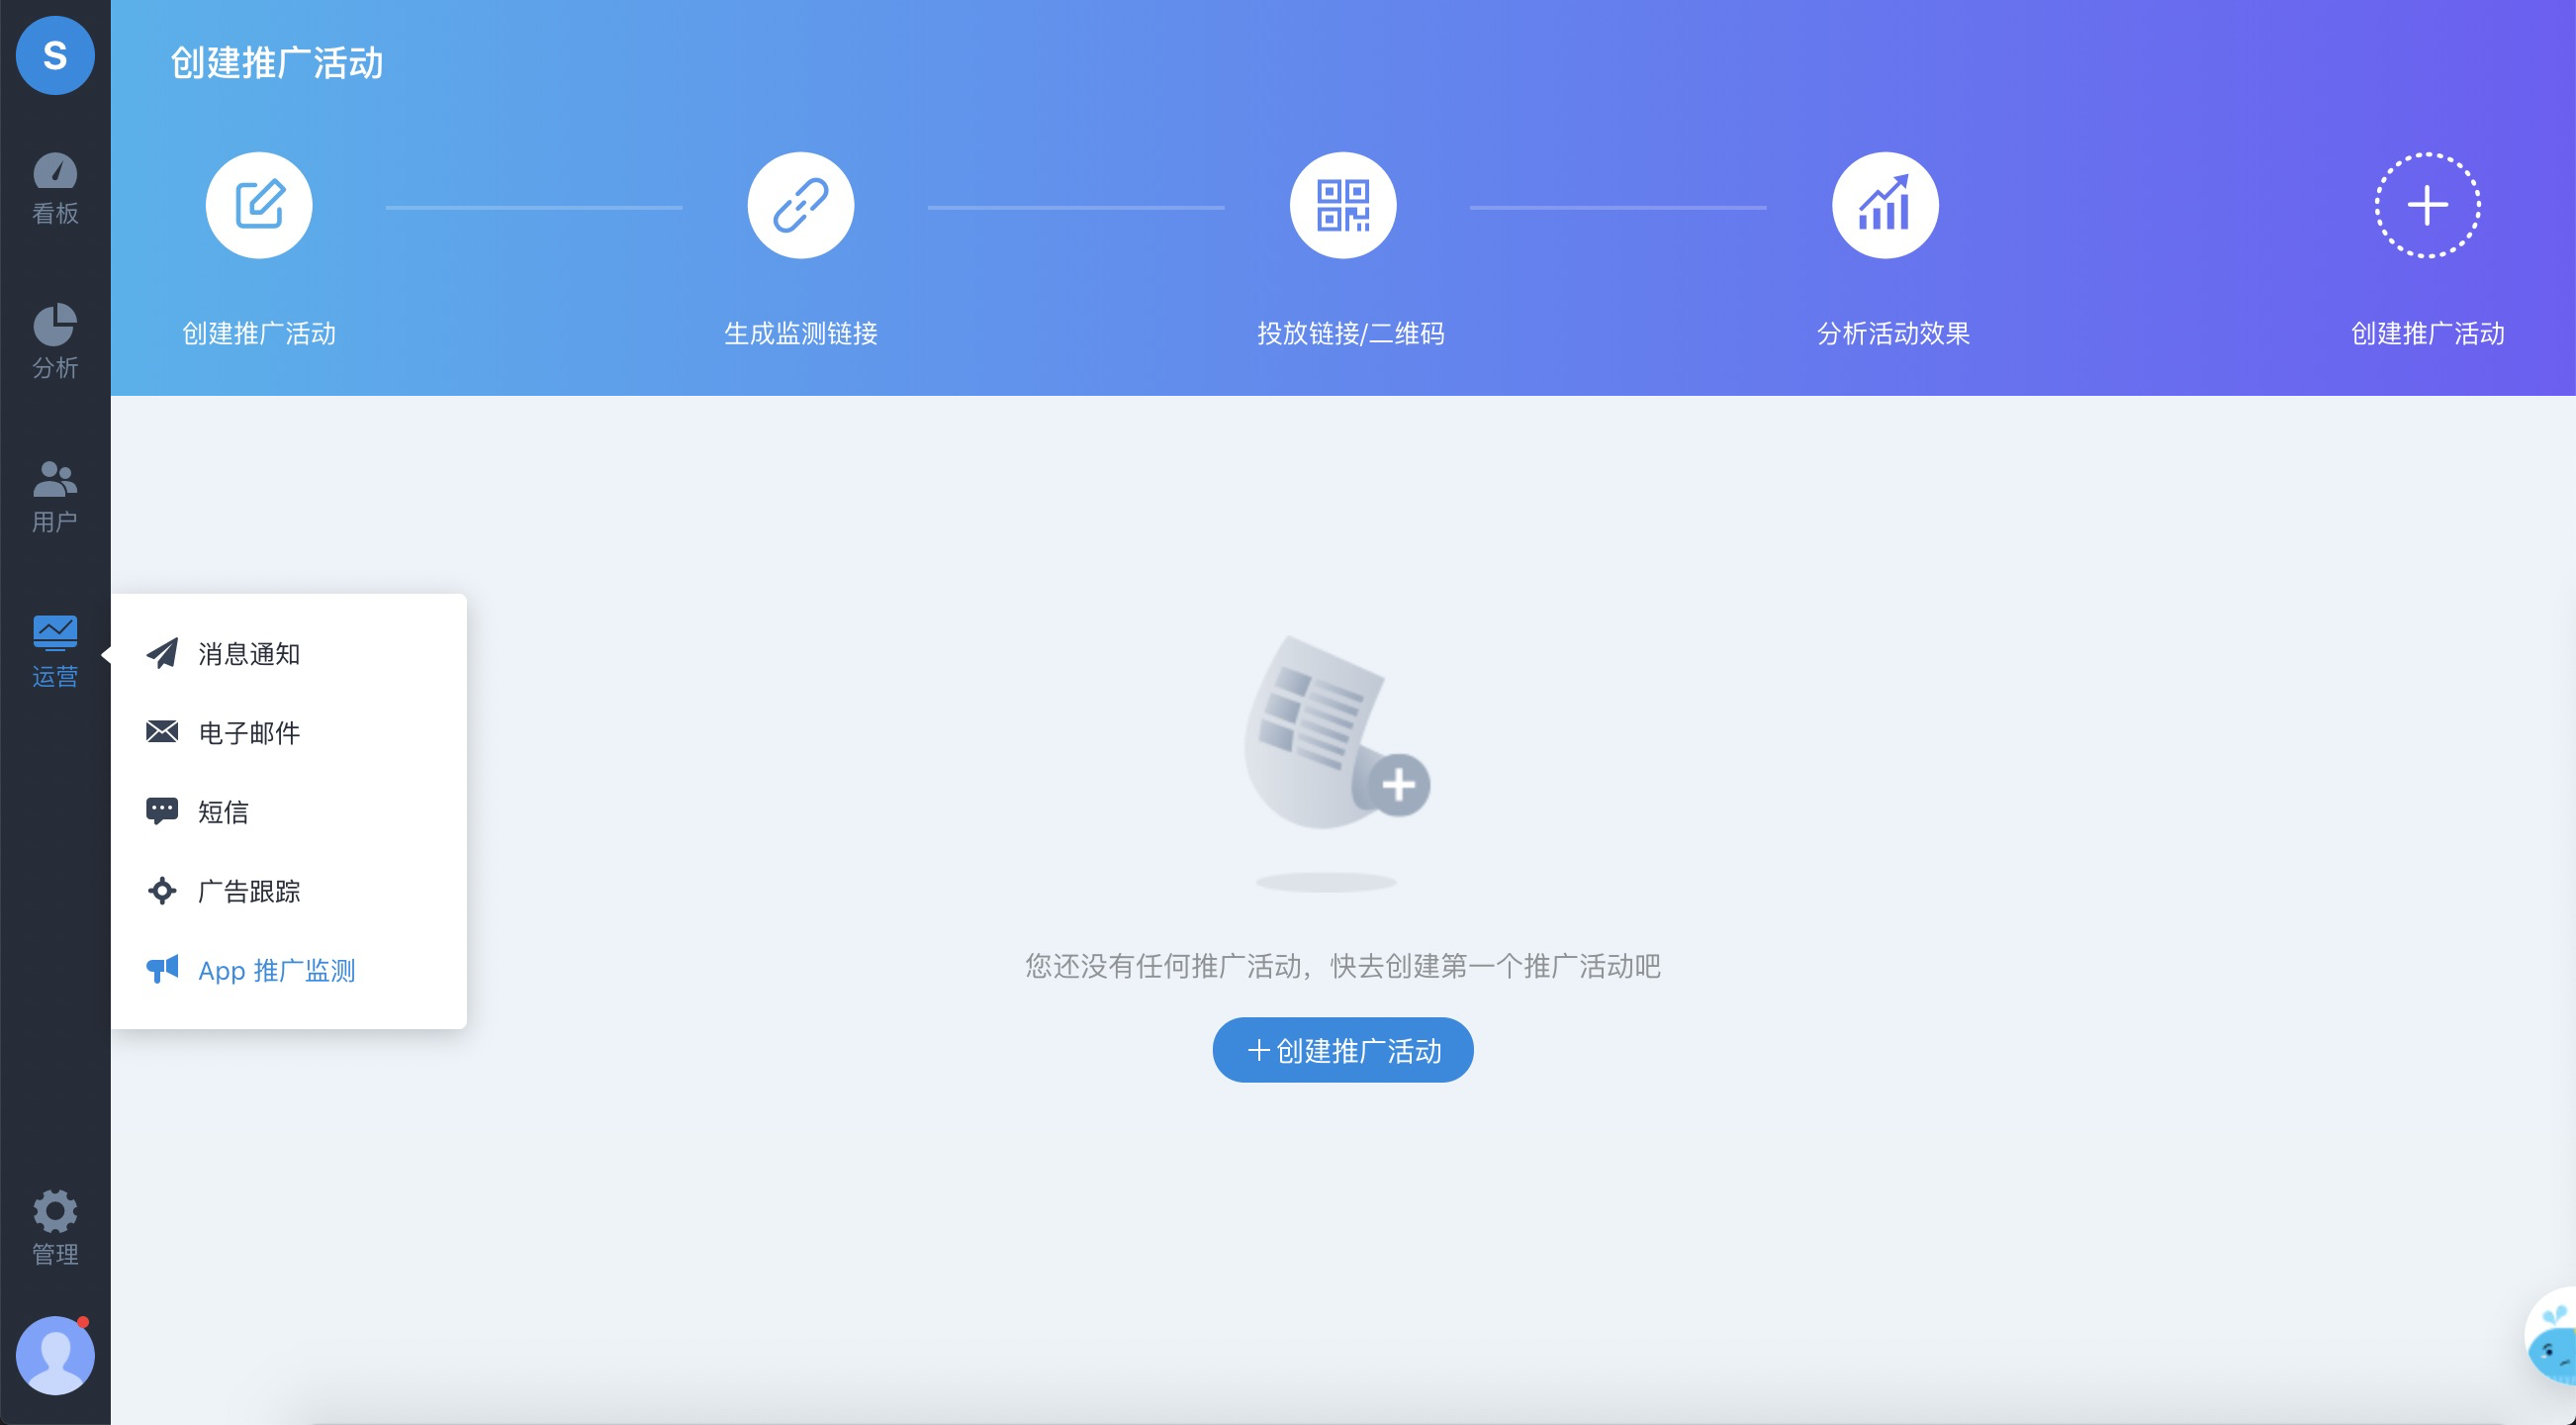 S
看板
分析
用户
运营
管理
创建推广活动
创建推广活动
生成监测链接
投放链接/二维码
分析活动效果
创建推广活动
消息通知
电子邮件
短信
广告跟踪
App 推广监测
您还没有任何推广活动，快去创建第一个推广活动吧
创建推广活动